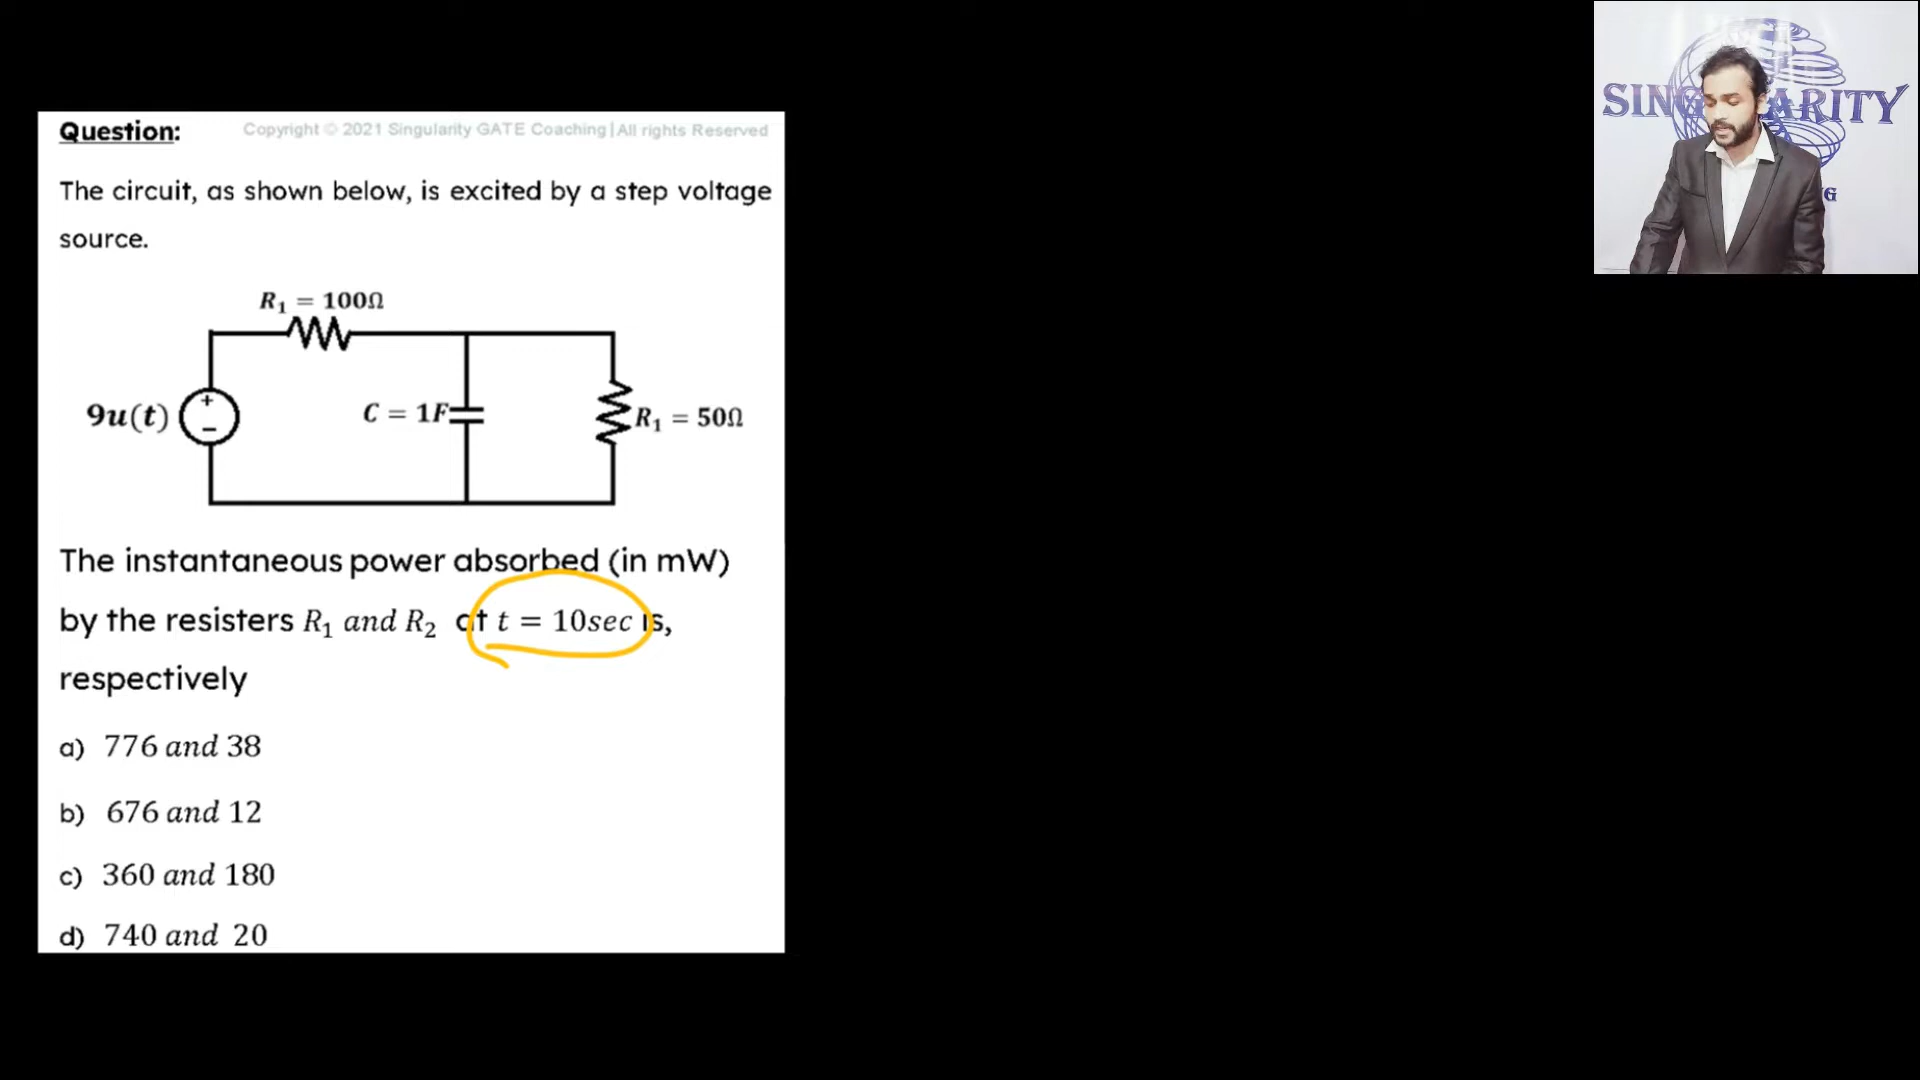 Question:
Copyright © 2021 Singularity GATE Coaching | All rights Reserved
The circuit, as shown below, is excited by a step voltage
source.
R₁ = 100Ω
9u(t)
+
−
C = 1F
R₁ = 50Ω
The instantaneous power absorbed (in mW)
by the resisters R₁ and R₂ at t = 10sec is,
respectively
a) 776 and 38
b) 676 and 12
c) 360 and 180
d) 740 and 20